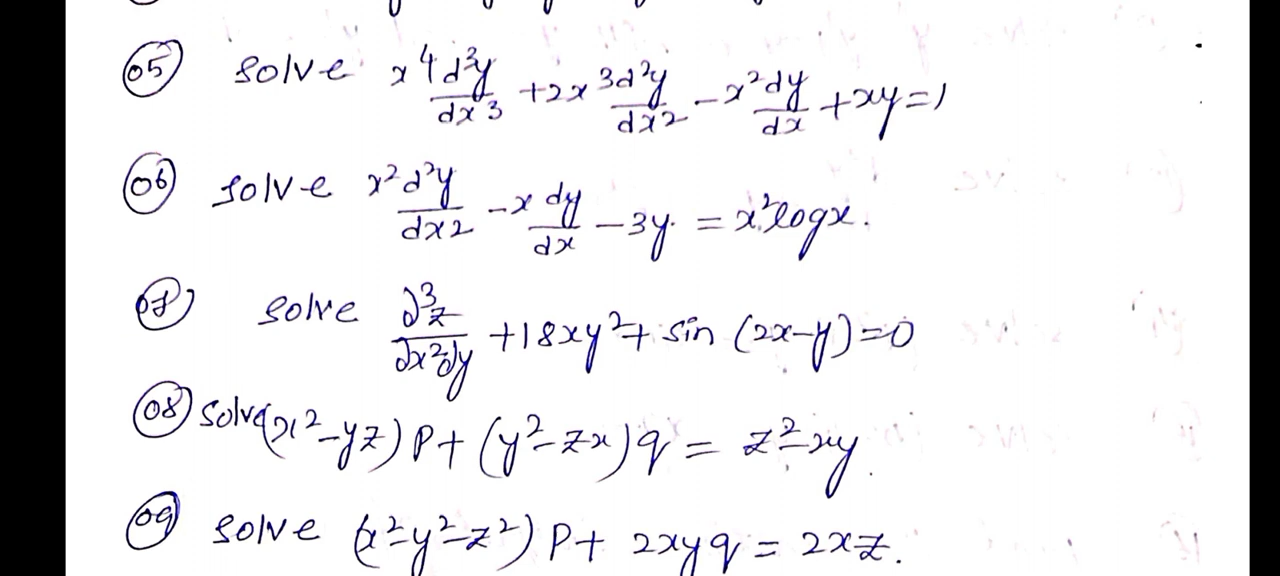 05 solve x⁴ d³y/dx³ + 2x³ d²y/dx² - x² dy/dx + xy = 1
06 solve x² d²y/dx² - x dy/dx - 3y = x² logx.
07 solve ∂³z/∂x²∂y + 18xy² + sin (2x-y) = 0
08 solve (x²-yz) p + (y²-zx) q = z²-xy.
09 solve (x²-y²-z²) p + 2xyq = 2xz.